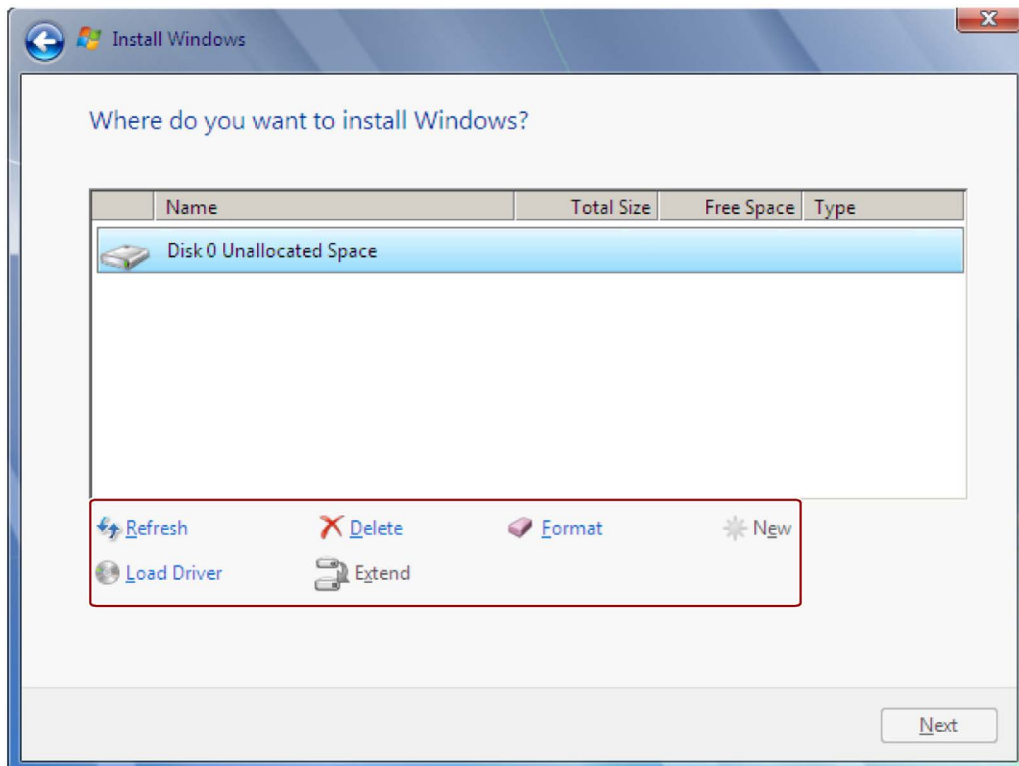 Install Windows
Where do you want to install Windows?
Name Total Size Free Space Type
Disk 0 Unallocated Space
Refresh Delete Format New
Load Driver Extend
Next